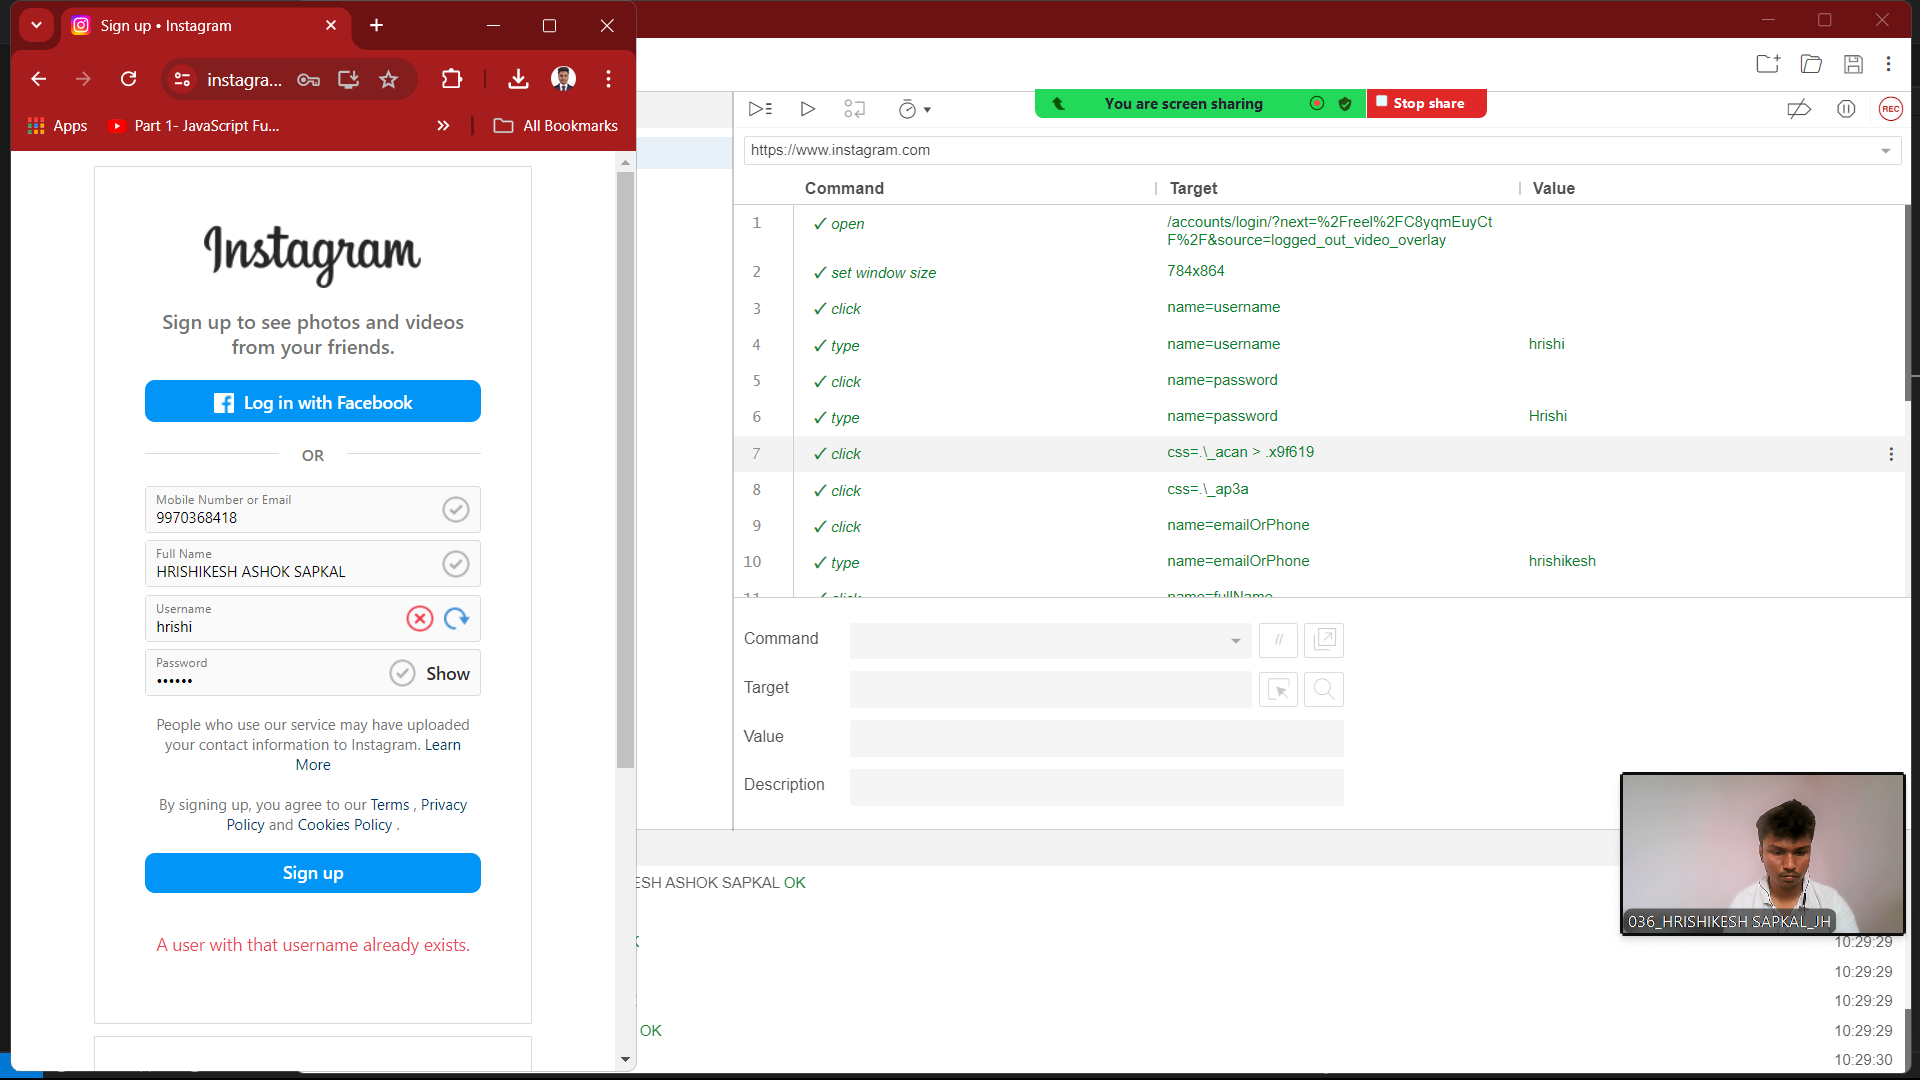 Sign up • Instagram
instagra...
Apps
Part 1- JavaScript Fu...
All Bookmarks
Instagram
Sign up to see photos and videos
from your friends.
Log in with Facebook
OR
Mobile Number or Email
9970368418
Full Name
HRISHIKESH ASHOK SAPKAL
Username
hrishi
Password
•••••• Show
People who use our service may have uploaded
your contact information to Instagram. Learn
More
By signing up, you agree to our Terms , Privacy
Policy and Cookies Policy .
Sign up
A user with that username already exists.
You are screen sharing
Stop share
REC
https://www.instagram.com
Command Target Value
1 ✓ open /accounts/login/?next=%2Freel%2FC8yqmEuyCt
F%2F&source=logged_out_video_overlay
2 ✓ set window size 784x864
3 ✓ click name=username
4 ✓ type name=username hrishi
5 ✓ click name=password
6 ✓ type name=password Hrishi
7 ✓ click css=.\_acan > .x9f619
8 ✓ click css=.\_ap3a
9 ✓ click name=emailOrPhone
10 ✓ type name=emailOrPhone hrishikesh
11 ✓ click name=fullName
Command //
Target
Value
Description
ESH ASHOK SAPKAL OK
036_HRISHIKESH SAPKAL_JH
K 10:29:29
10:29:29
10:29:29
OK 10:29:29
10:29:30